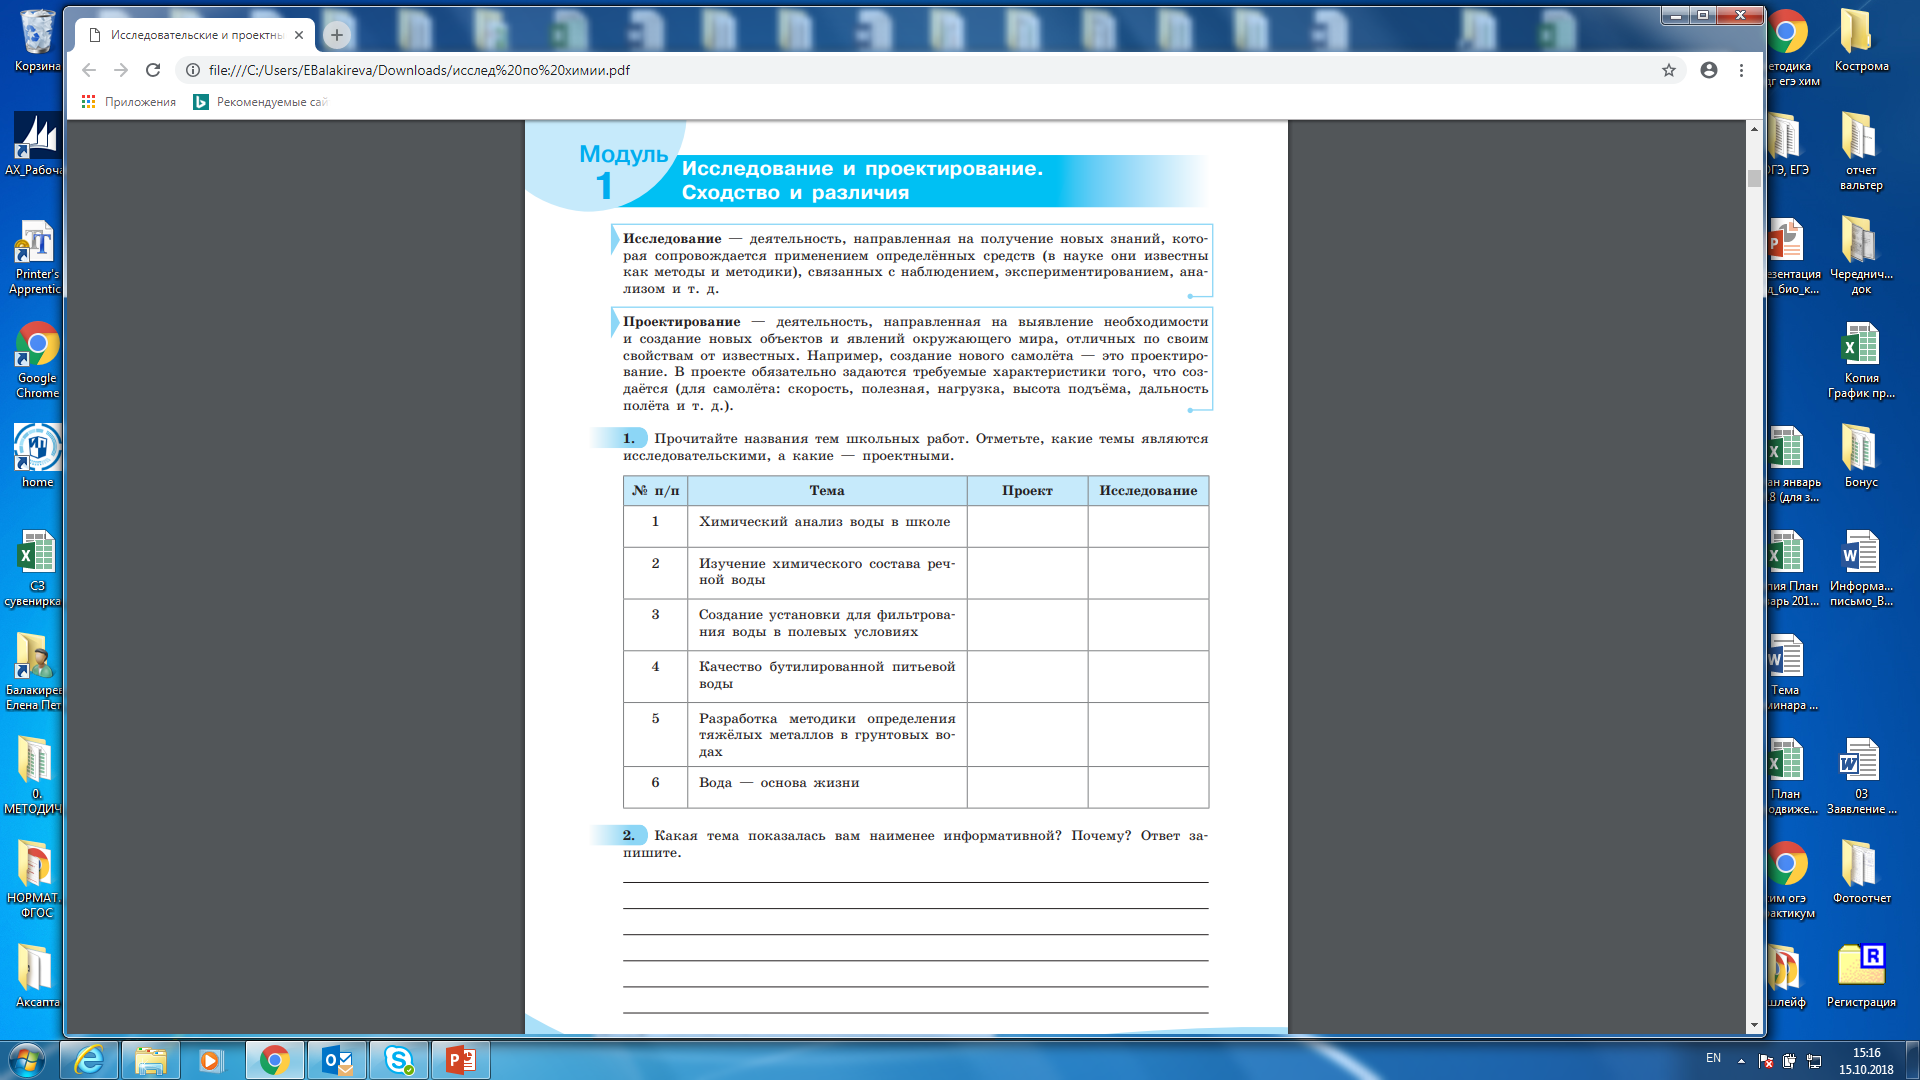 Исследовательские и проектны
file:///C:/Users/EBalakireva/Downloads/исслед%20по%20химии.pdf
Приложения
Рекомендуемые сай
Модуль
1
Исследование и проектирование.
Сходство и различия
Исследование — деятельность, направленная на получение новых знаний, кото-
рая сопровождается применением определённых средств (в науке они известны
как методы и методики), связанных с наблюдением, экспериментированием, ана-
лизом и т. д.
Проектирование — деятельность, направленная на выявление необходимости
и создание новых объектов и явлений окружающего мира, отличных по своим
свойствам от известных. Например, создание нового самолёта — это проектиро-
вание. В проекте обязательно задаются требуемые характеристики того, что соз-
даётся (для самолёта: скорость, полезная, нагрузка, высота подъёма, дальность
полёта и т. д.).
1. Прочитайте названия тем школьных работ. Отметьте, какие темы являются
исследовательскими, а какие — проектными.
№ п/п Тема Проект Исследование
1 Химический анализ воды в школе
2 Изучение химического состава реч-
ной воды
3 Создание установки для фильтрова-
ния воды в полевых условиях
4 Качество бутилированной питьевой
воды
5 Разработка методики определения
тяжёлых металлов в грунтовых во-
дах
6 Вода — основа жизни
2. Какая тема показалась вам наименее информативной? Почему? Ответ за-
пишите.
Корзина
AX_Рабоча
Printer's
Apprentic
Google
Chrome
home
СЗ
сувенирка
Балакирев
Елена Пет
0.
МЕТОДИЧ
НОРМАТ.
ФГОС
Аксапта
етодика
дг егэ хим
Кострома
ОГЭ, ЕГЭ
отчет
вальтер
езентация
д_био_к...
Череднич...
док
Копия
График пр...
ан январь
8 (для з...
Бонус
пия План
варь 201...
Информа...
письмо_В...
Тема
минара ...
План
одвиже...
03
Заявление ...
хим огэ
рактикум
Фотоотчет
шлейф
R
Регистрация
EN
15:16
15.10.2018